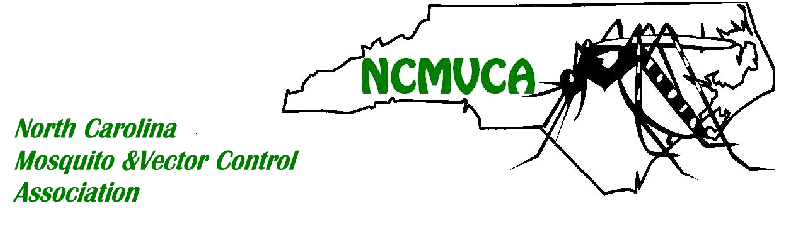 NCMVCA
North Carolina
Mosquito &Vector Control
Association